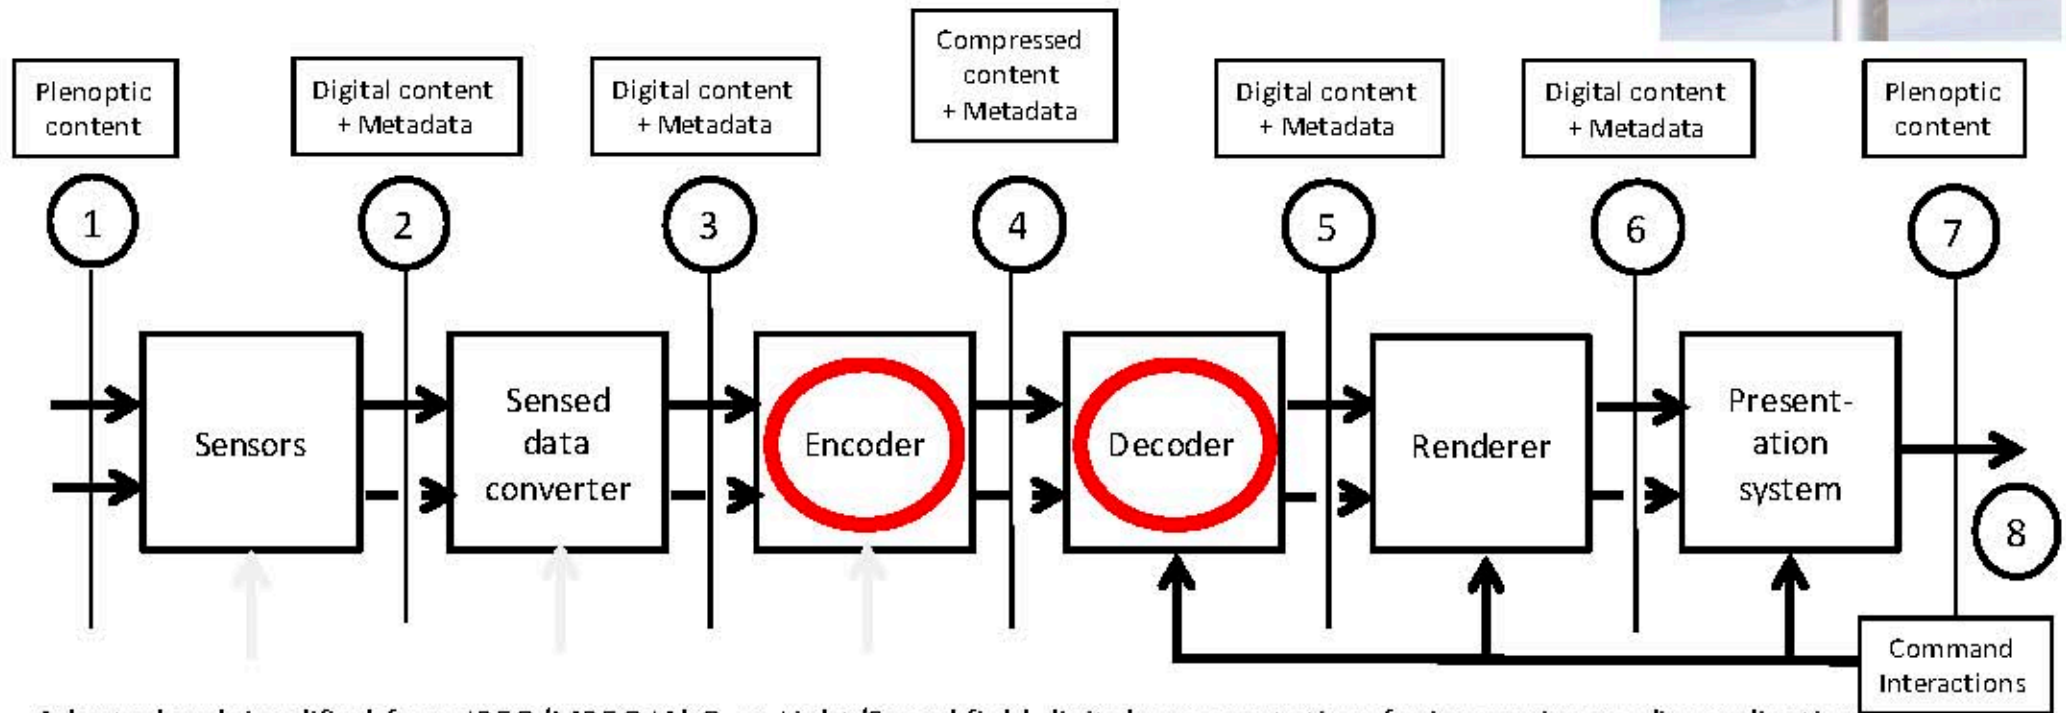 Plenoptic
content
Digital content
+ Metadata
Digital content
+ Metadata
Compressed
content
+ Metadata
Digital content
+ Metadata
Digital content
+ Metadata
Plenoptic
content
1
2
3
4
5
6
7
Sensors
Sensed
data
converter
Encoder
Decoder
Renderer
Present-
ation
system
8
Command
Interactions